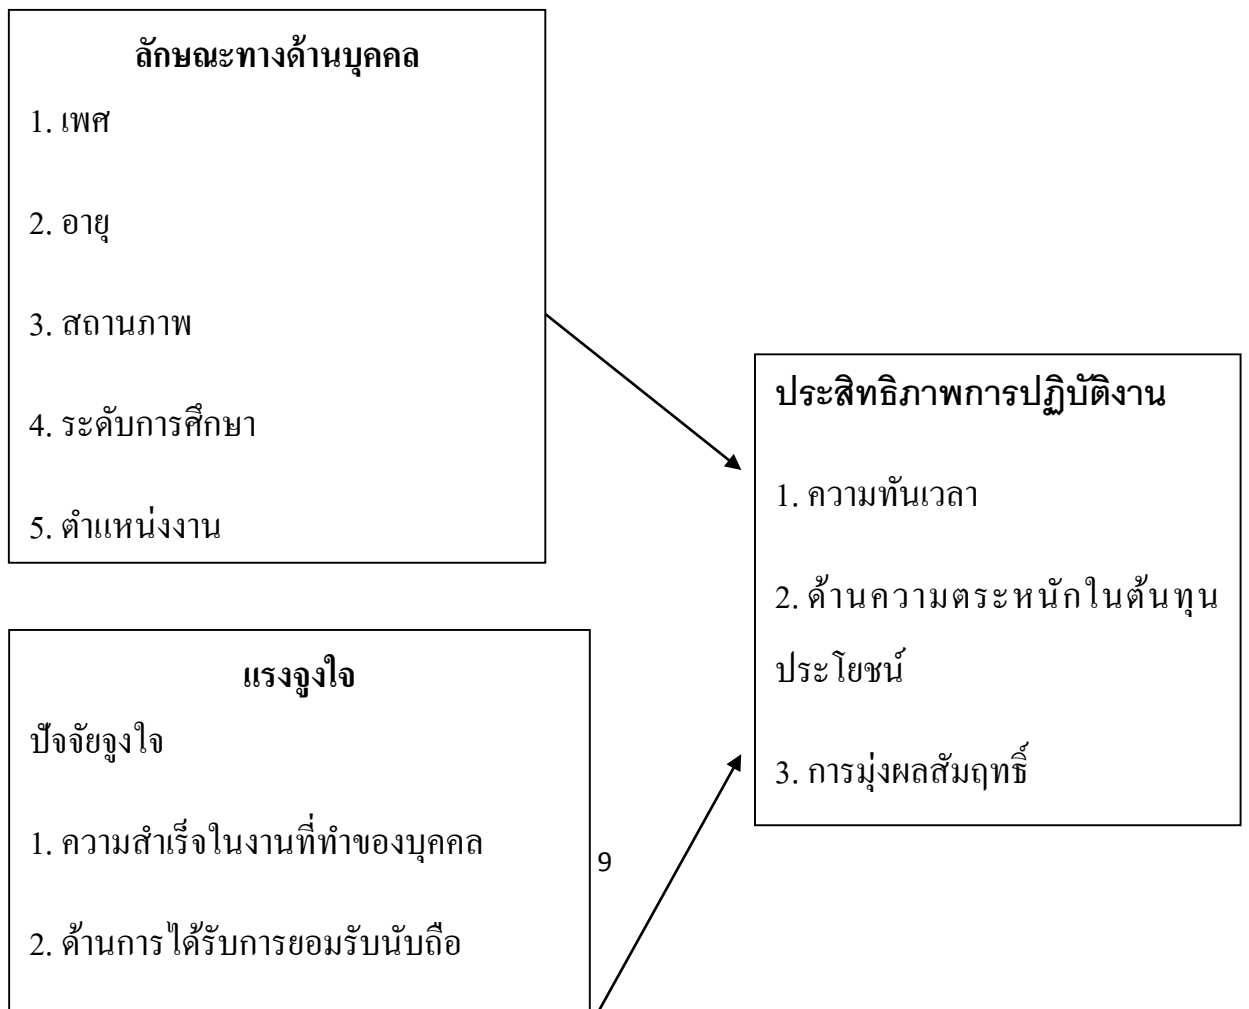 ลักษณะทางด้านบุคคล
1. เพศ
2. อายุ
3. สถานภาพ
4. ระดับการศึกษา
5. ตำแหน่งงาน
ประสิทธิภาพการปฏิบัติงาน
1. ความทันเวลา
2. ด้านความตระหนักในต้นทุน
ประโยชน์
3. การมุ่งผลสัมฤทธิ์
แรงจูงใจ
ปัจจัยจูงใจ
1. ความสำเร็จในงานที่ทำของบุคคล
2. ด้านการได้รับการยอมรับนับถือ
9